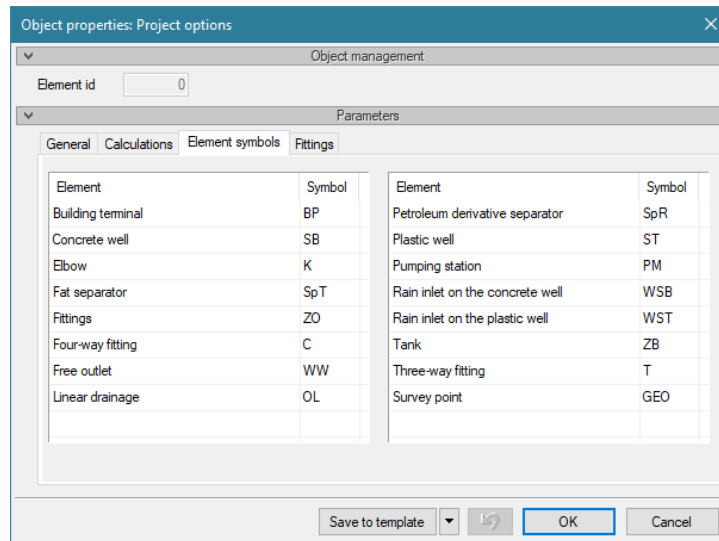 Object properties: Project options
Object management
Element id 0
Parameters
General Calculations Element symbols Fittings
Element Symbol
Building terminal BP
Concrete well SB
Elbow K
Fat separator SpT
Fittings ZO
Four-way fitting C
Free outlet WW
Linear drainage OL
Element Symbol
Petroleum derivative separator SpR
Plastic well ST
Pumping station PM
Rain inlet on the concrete well WSB
Rain inlet on the plastic well WST
Tank ZB
Three-way fitting T
Survey point GEO
Save to template OK Cancel